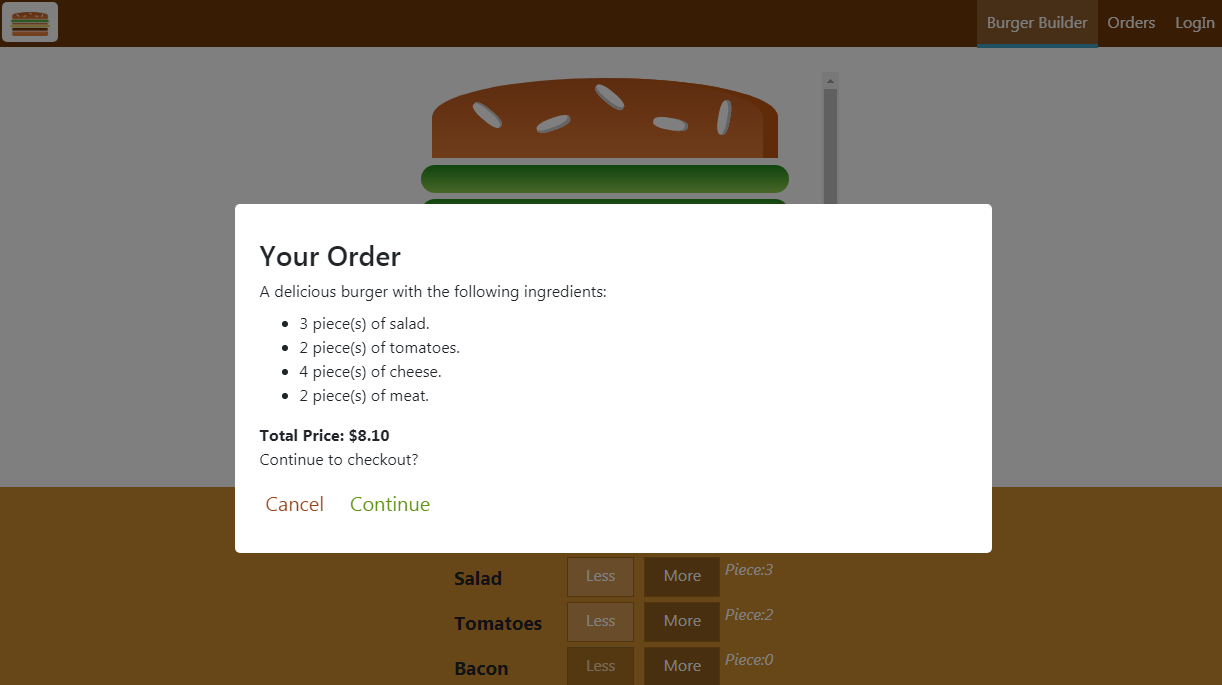 Burger Builder Orders LogIn
Your Order
A delicious burger with the following ingredients:
3 piece(s) of salad.
2 piece(s) of tomatoes.
4 piece(s) of cheese.
2 piece(s) of meat.
Total Price: $8.10
Continue to checkout?
Cancel Continue
Salad Less More Piece:3
Tomatoes Less More Piece:2
Bacon Less More Piece:0